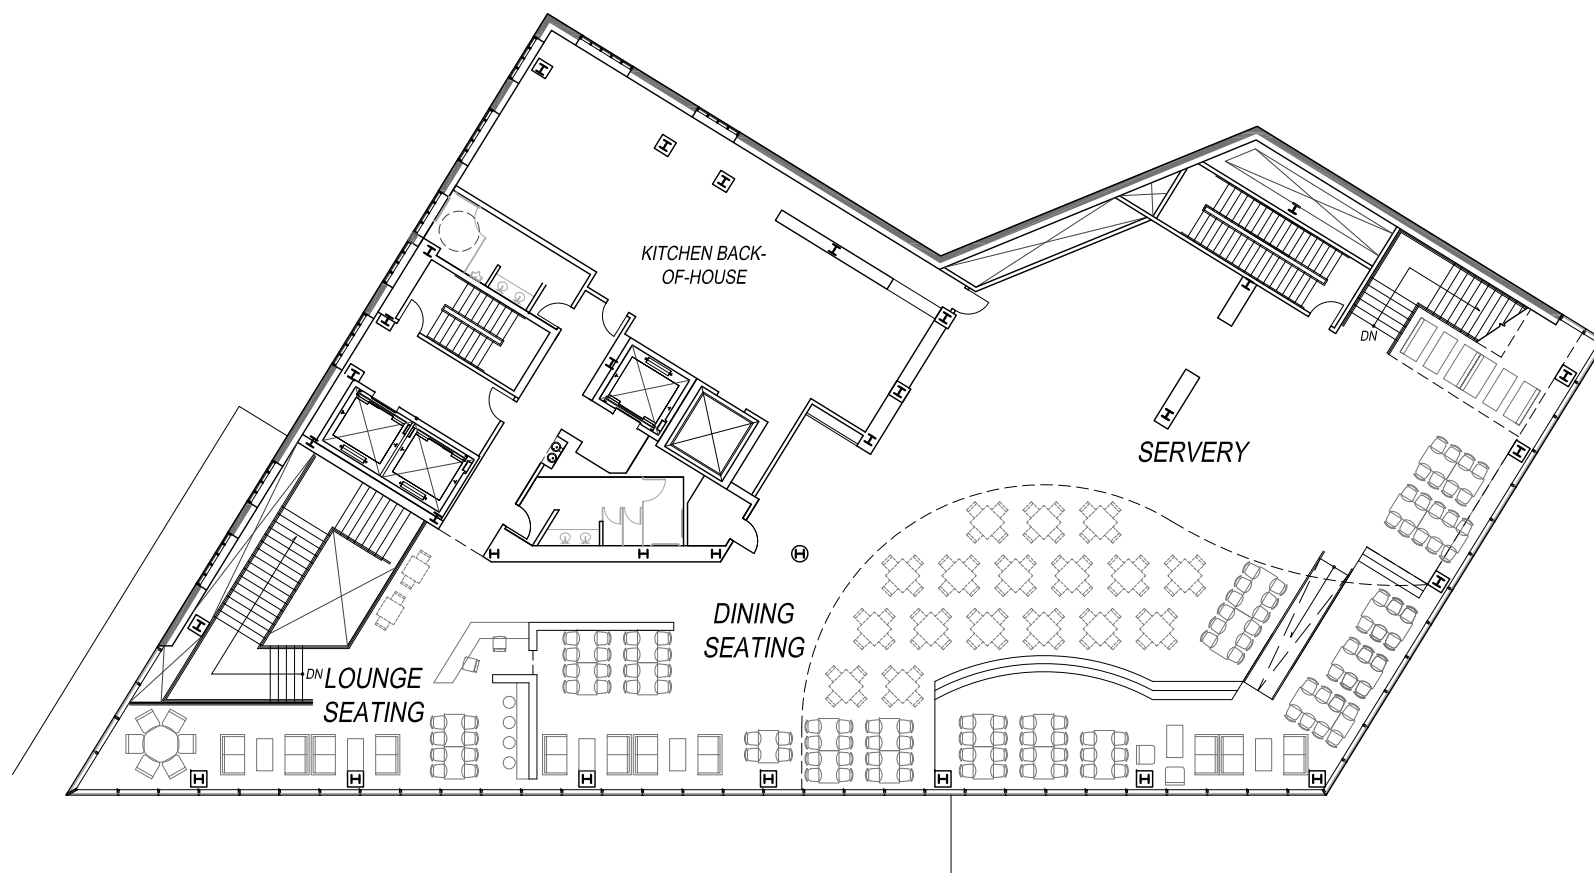 KITCHEN BACK-
OF-HOUSE
DN
SERVERY
DINING
SEATING
DN
LOUNGE
SEATING